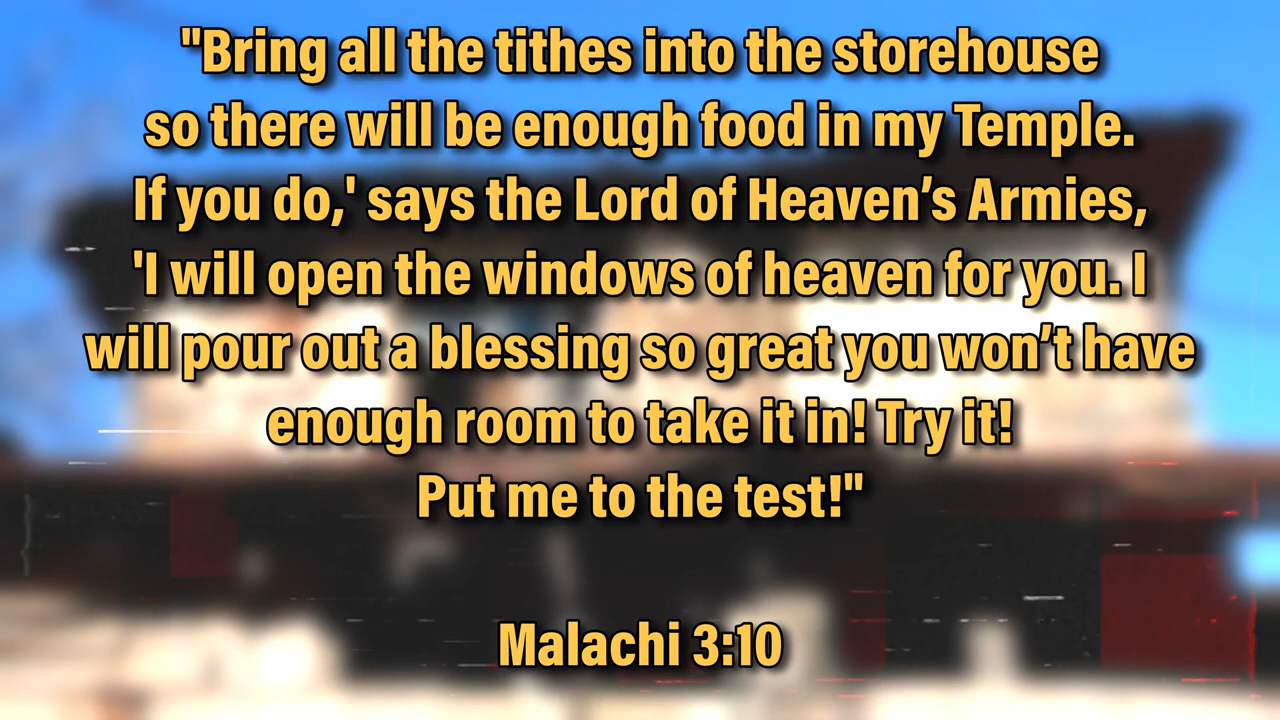 "Bring all the tithes into the storehouse
so there will be enough food in my Temple.
If you do,' says the Lord of Heaven’s Armies,
'I will open the windows of heaven for you. I
will pour out a blessing so great you won’t have
enough room to take it in! Try it!
Put me to the test!"
Malachi 3:10